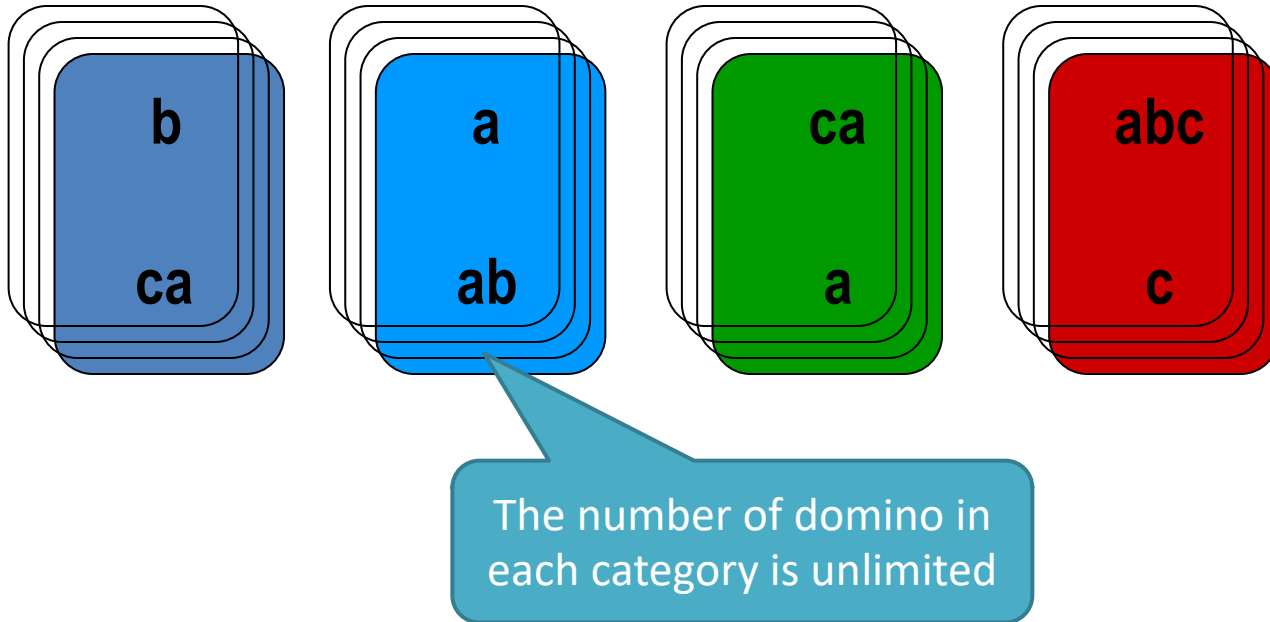 b
a
ca
abc
ca
ab
a
c
The number of domino in
each category is unlimited